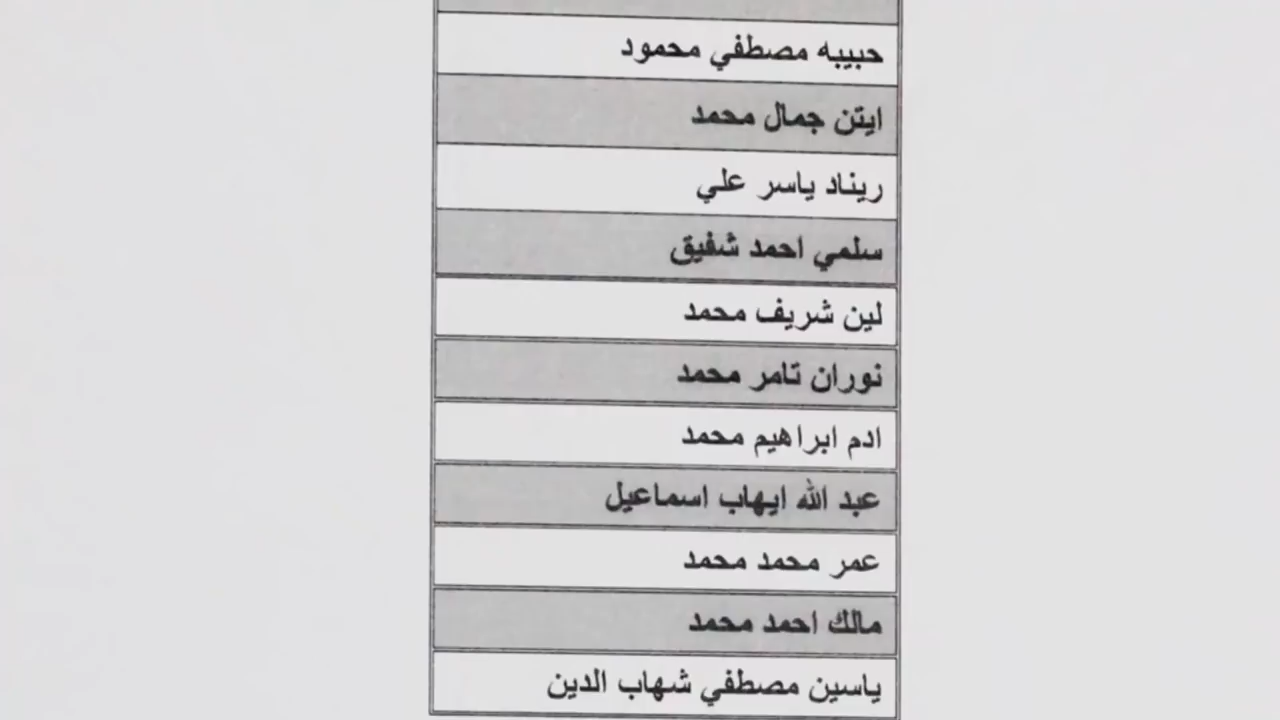 حبيبه مصطفي محمود
ايتن جمال محمد
ريناد ياسر علي
سلمي احمد شفيق
لين شريف محمد
نوران تامر محمد
ادم ابراهيم محمد
عبد الله ايهاب اسماعيل
عمر محمد محمد
مالك احمد محمد
ياسين مصطفي شهاب الدين